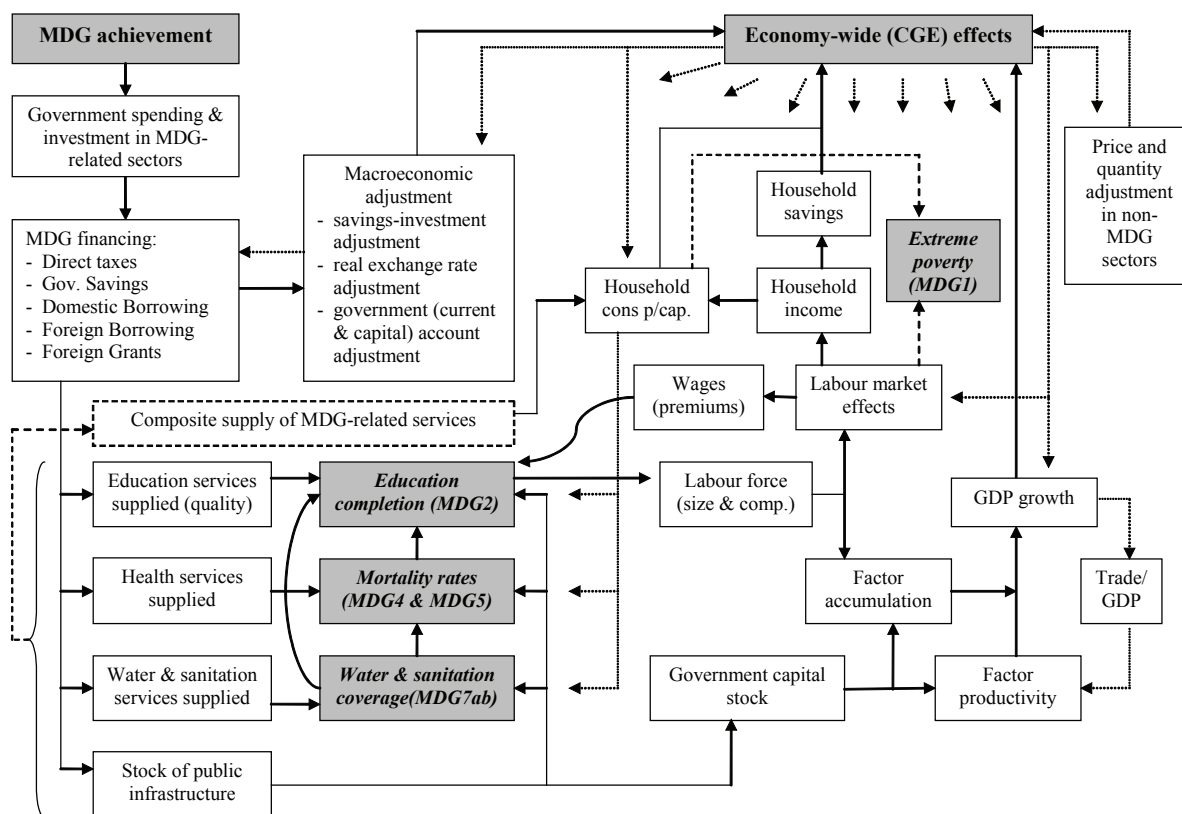 MDG achievement
Economy-wide (CGE) effects
Government spending &
investment in MDG-
related sectors
Macroeconomic
adjustment
- savings-investment
adjustment
- real exchange rate
adjustment
- government (current
& capital) account
adjustment
Price and
quantity
adjustment in
non-
MDG
sectors
Household
savings
MDG financing:
- Direct taxes
- Gov. Savings
- Domestic Borrowing
- Foreign Borrowing
- Foreign Grants
Extreme
poverty
(MDG1)
Household
cons p/cap.
Household
income
Wages
(premiums)
Labour market
effects
Composite supply of MDG-related services
Education services
supplied (quality)
Education
completion (MDG2)
Labour force
(size & comp.)
GDP growth
Health services
supplied
Mortality rates
(MDG4 & MDG5)
Factor
accumulation
Trade/
GDP
Water & sanitation
services supplied
Water & sanitation
coverage(MDG7ab)
Government capital
stock
Factor
productivity
Stock of public
infrastructure